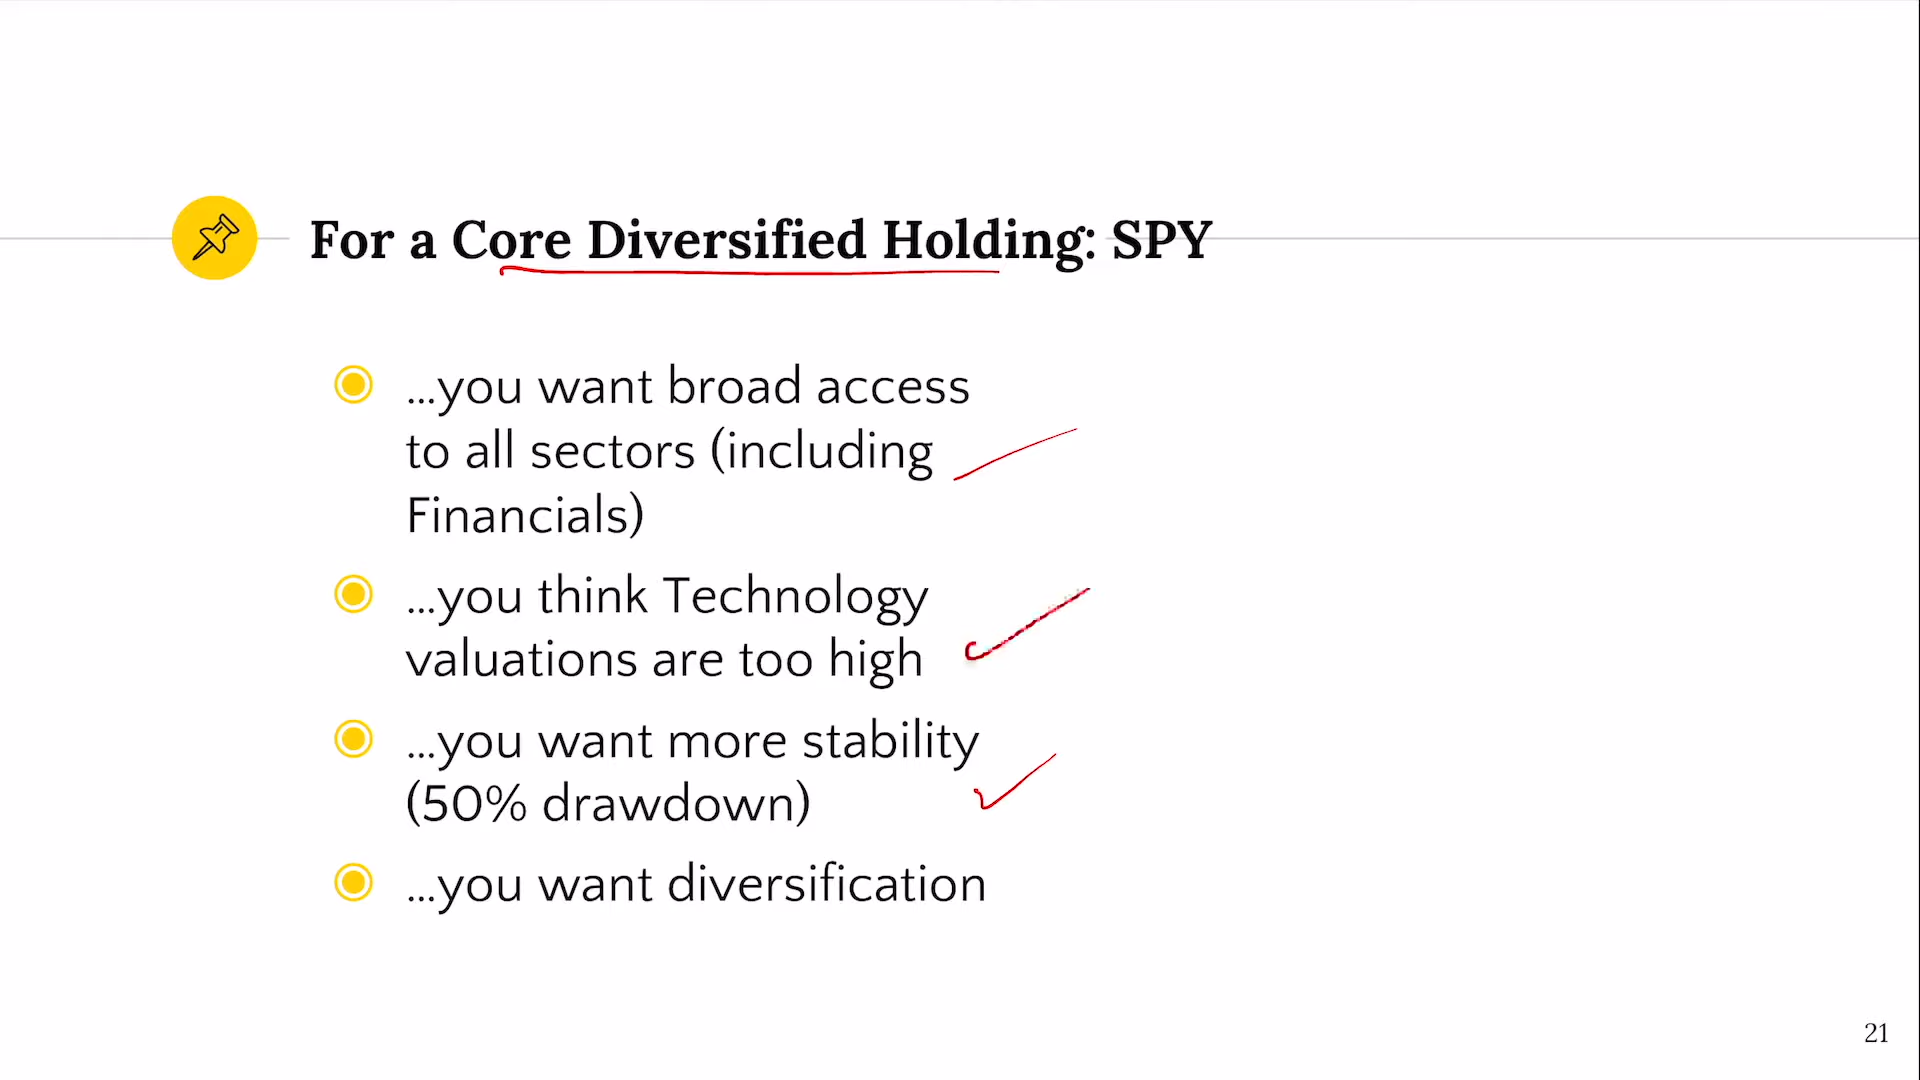 For a Core Diversified Holding: SPY
...you want broad access
to all sectors (including
Financials)
...you think Technology
valuations are too high
...you want more stability
(50% drawdown)
...you want diversification
21